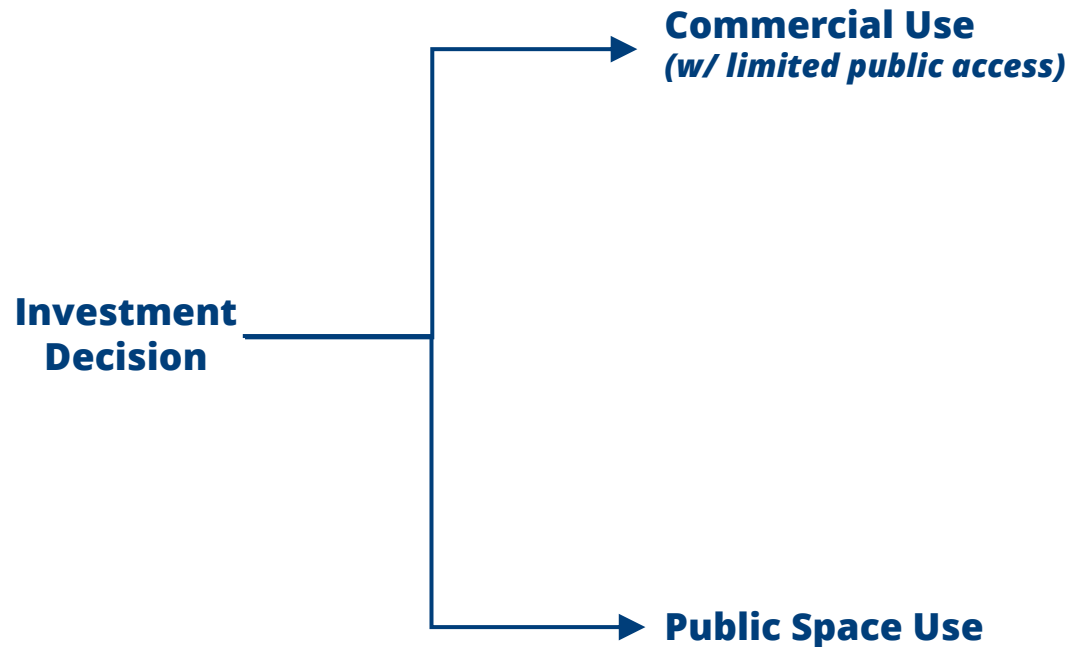 Commercial Use
(w/ limited public access)
Investment
Decision
Public Space Use